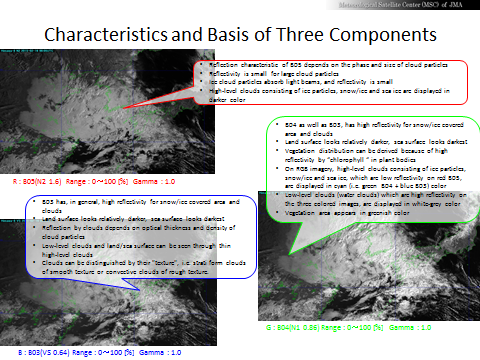 Meteorological Satellite Center (MSC) of JMA
Characteristics and Basis of Three Components
• Reflection characteristic of B05 depends on the phase and size of cloud particles
• Reflectivity is small for large cloud particles
• Ice cloud particles absorb light beams, and reflectivity is small
• High-level clouds consisting of ice particles, snow/ice and sea ice are displayed in
darker color
R : B05(N2 1.6) Range : 0～100 [%] Gamma : 1.0
• B04 as well as B03, has high reflectivity for snow/ice covered
area and clouds
• Land surface looks relatively darker, sea surface looks darkest
• Vegetation distribution can be derived because of high
reflectivity by "chlorophyll " in plant bodies
• On RGB imagery, high-level clouds consisting of ice particles,
snow/ice and sea ice, which are low reflectivity on red B05,
are displayed in cyan (i.e. green B04 + blue B03) color
• Low-level clouds (water clouds) which are high reflectivity on
the three colored images, are displayed in white-grey color
• Vegetation area appears in greenish color
G : B04(N1 0.86) Range : 0～100 [%] Gamma : 1.0
• B03 has, in general, high reflectivity for snow/ice covered area and
clouds
• Land surface looks relatively darker, sea surface looks darkest
• Reflection by clouds depends on optical thickness and density of
cloud particles
• Low-level clouds and land/sea surface can be seen through thin
high-level clouds
• Clouds can be distinguished by their "texture", i.e. stratiform clouds
of smooth texture or convective clouds of rough texture.
B : B03(VS 0.64) Range : 0～100 [%] Gamma : 1.0